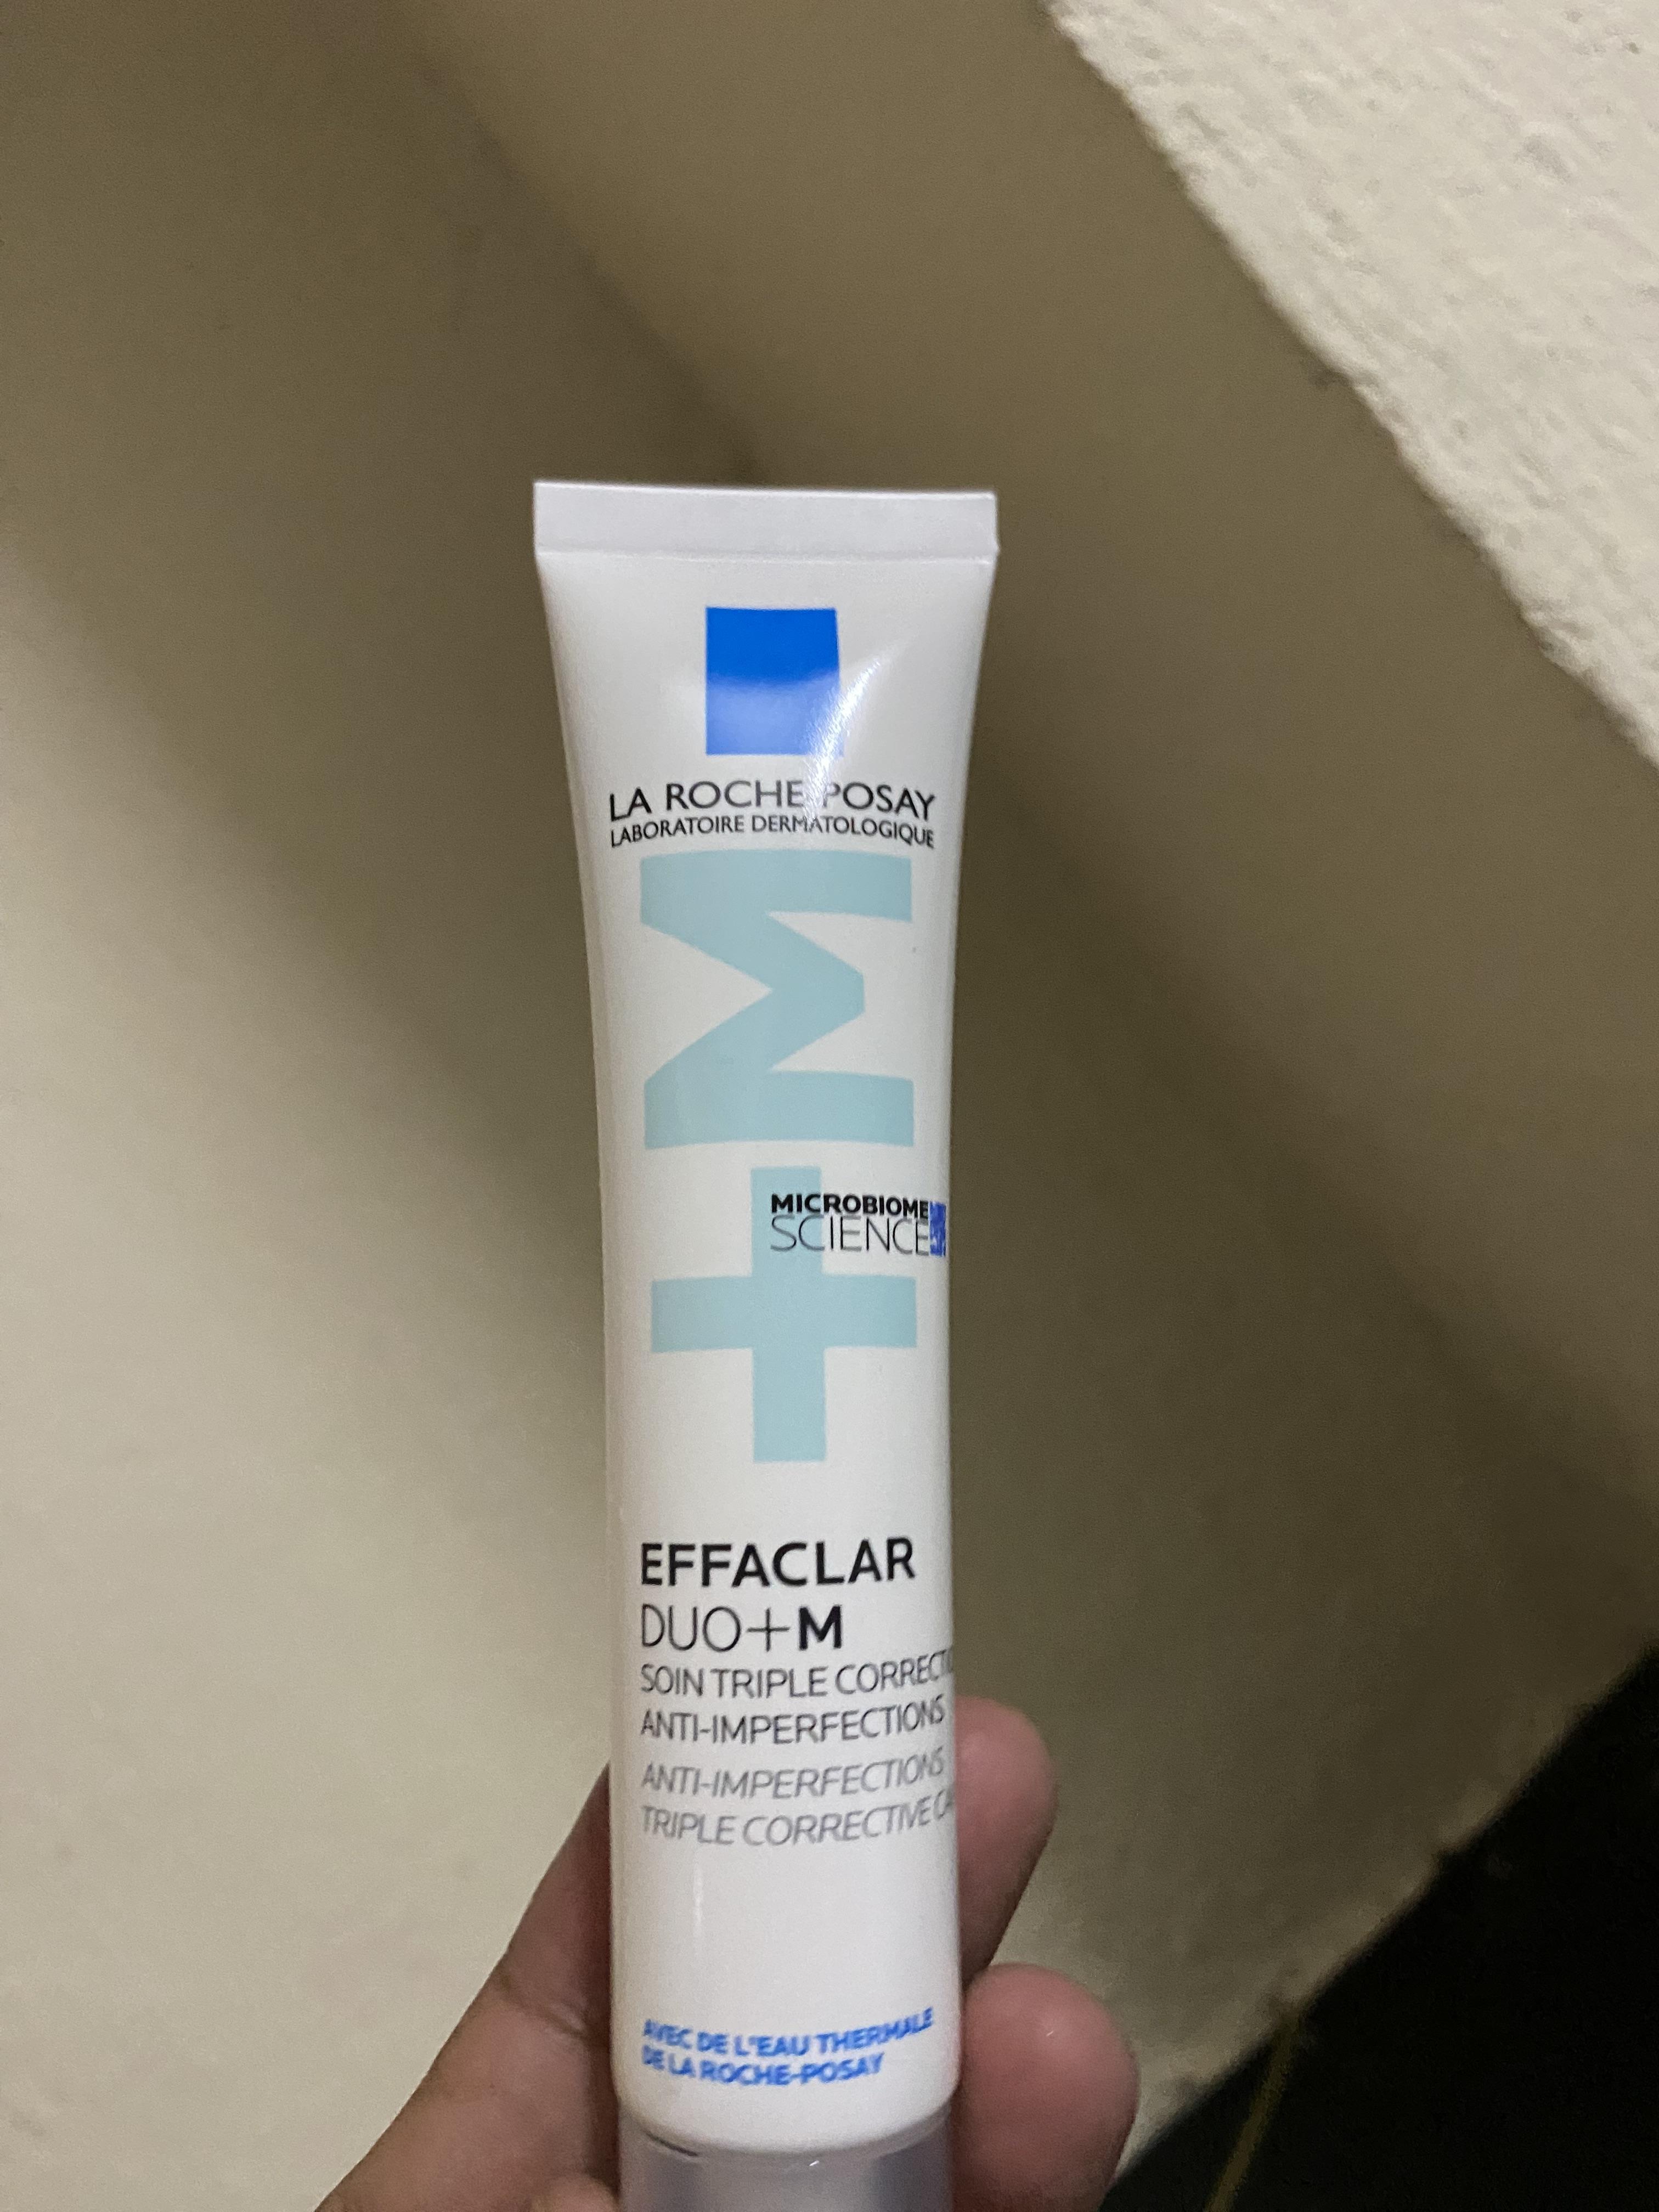 LA ROCHE-POSAY
LABORATOIRE DERMATOLOGIQUE
+M
MICROBIOME
SCIENCE
EFFACLAR
DUO+M
SOIN TRIPLE
ANTI-IMPERFECTIONS
ANTI-IMPERFECTIONS
TRIPLE CORRECTIVE
AVEC DE L'EAU THERMALE
DE LA ROCHE-POSAY